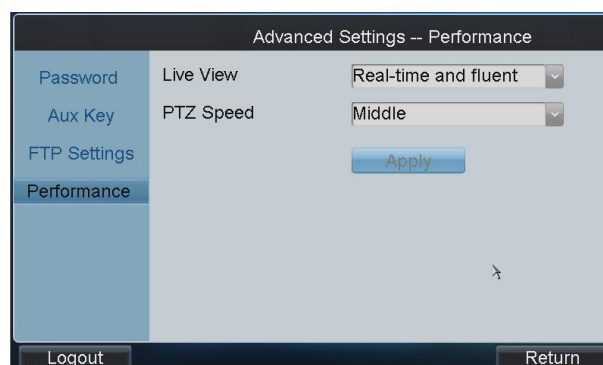 Advanced Settings -- Performance
Password
Aux Key
FTP Settings
Performance
Live View
Real-time and fluent
PTZ Speed
Middle
Apply
Logout
Return